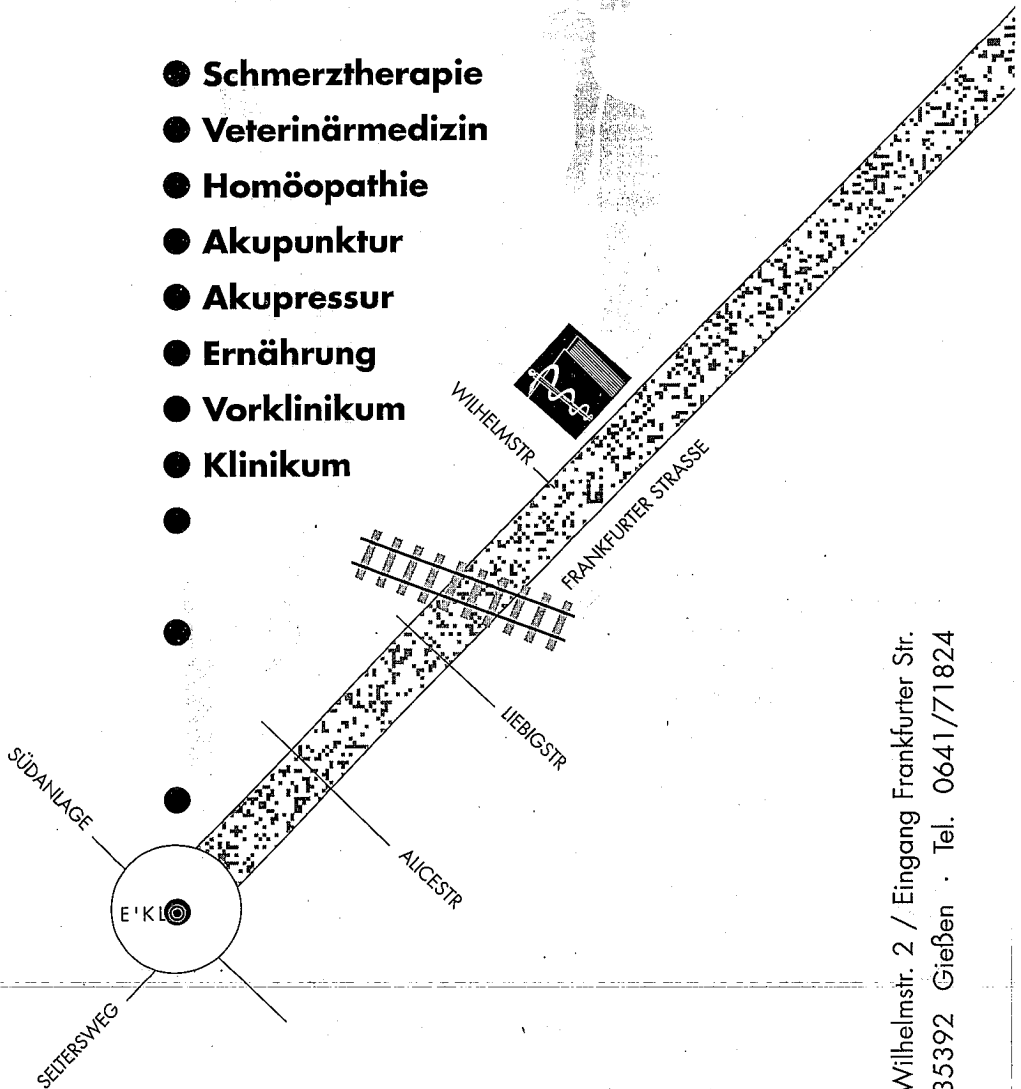 Schmerztherapie
Veterinärmedizin
Homöopathie
Akupunktur
Akupressur
Ernährung
Vorklinikum
Klinikum
WILHELMSTR
FRANKFURTER STRASSE
LIEBIGSTR
ALICESTR
SÜDANLAGE
E'KL
SELTERSWEG
Wilhelmstr. 2 / Eingang Frankfurter Str.
35392 Gießen · Tel. 0641/71824